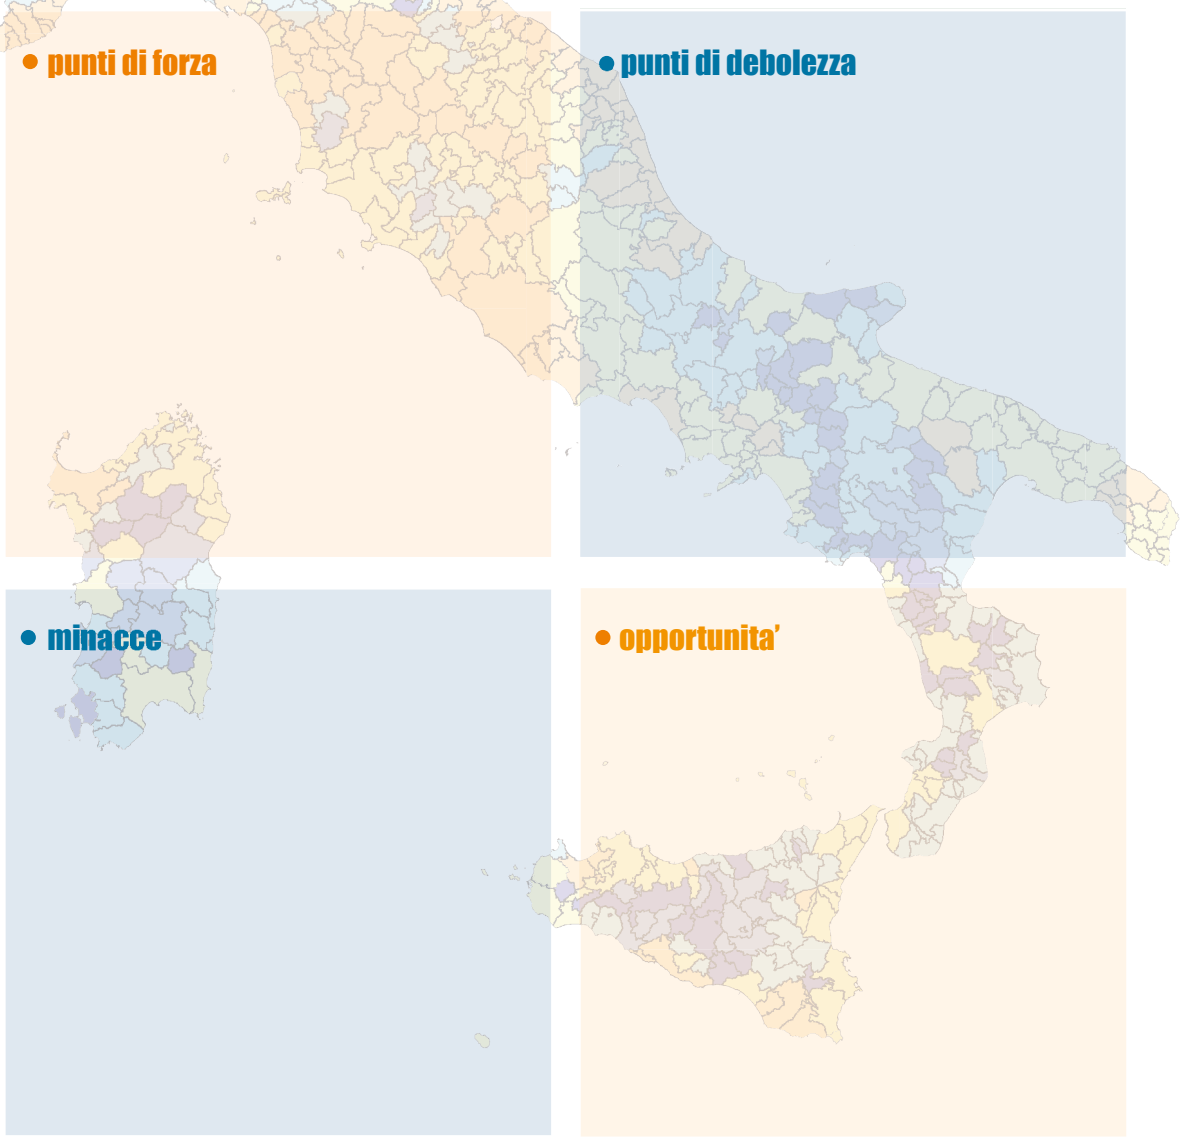 • punti di forza
• punti di debolezza
• minacce
• opportunita’